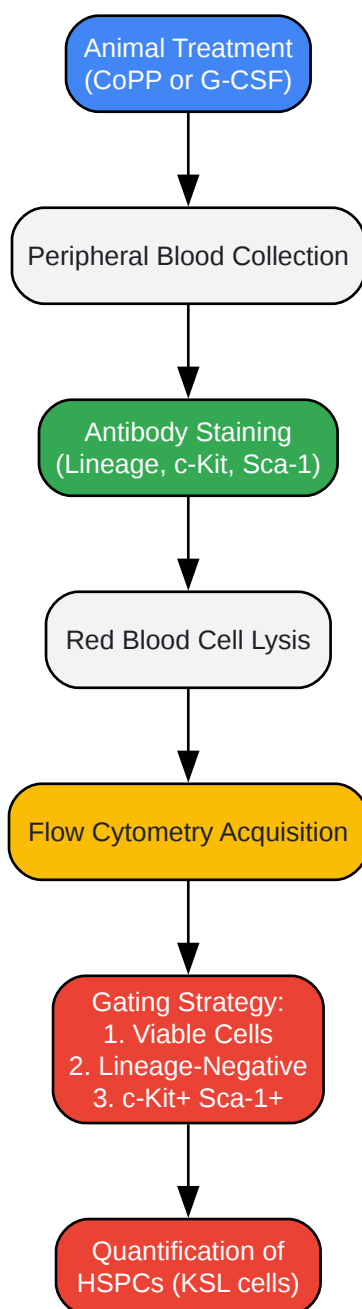 Animal Treatment
(CoPP or G-CSF)
Peripheral Blood Collection
Antibody Staining
(Lineage, c-Kit, Sca-1)
Red Blood Cell Lysis
Flow Cytometry Acquisition
Gating Strategy:
1. Viable Cells
2. Lineage-Negative
3. c-Kit+ Sca-1+
Quantification of
HSPCs (KSL cells)